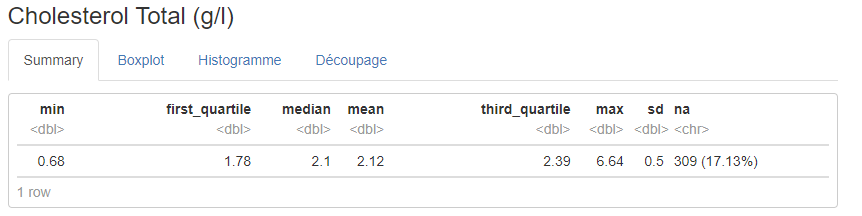 Cholesterol Total (g/l)
Summary Boxplot Histogramme Découpage
min first_quartile median mean third_quartile max sd na
<dbl> <dbl> <dbl> <dbl> <dbl> <dbl> <dbl> <chr>
0.68 1.78 2.1 2.12 2.39 6.64 0.5 309 (17.13%)
1 row